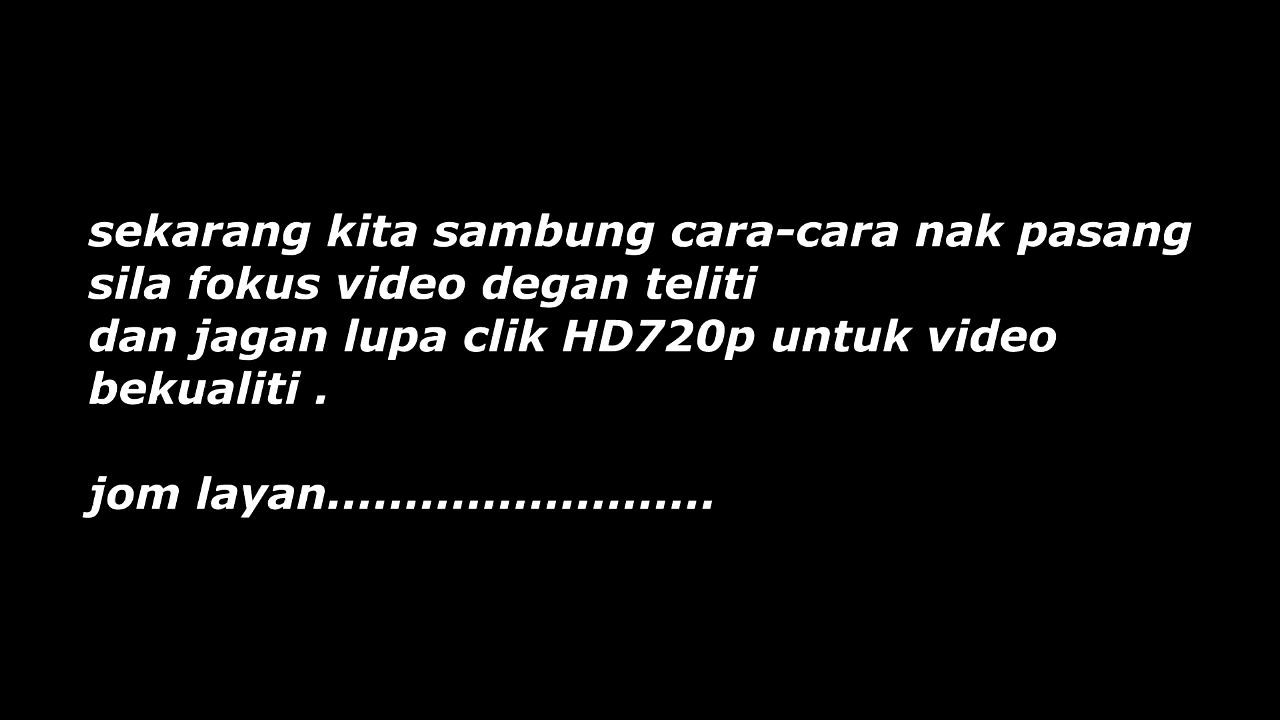 sekarang kita sambung cara-cara nak pasang
sila fokus video degan teliti
dan jagan lupa clik HD720p untuk video
bekualiti .
jom layan.........................